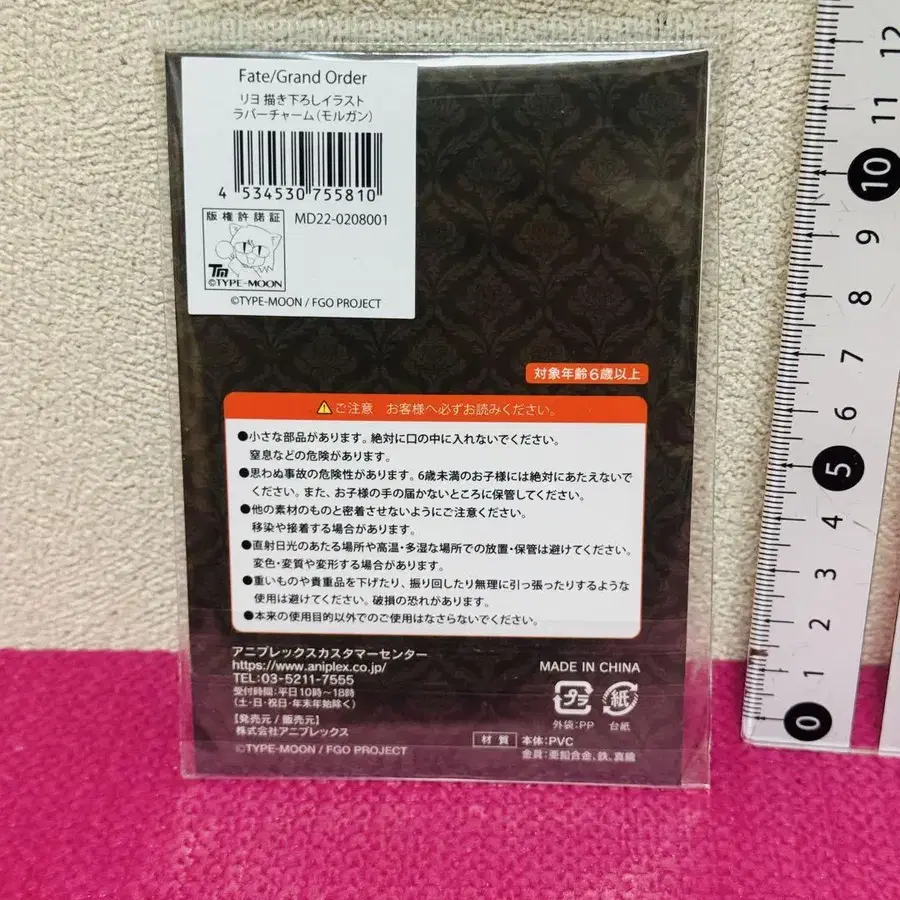 Fate/Grand Order
リヨ 描き下ろしイラスト
ラバーチャーム(モルガン)
4 534530 755810
版権許諾証
MD22-0208001
TM
©TYPE-MOON
©TYPE-MOON / FGO PROJECT
対象年齢6歳以上
⚠ご注意 お客様へ必ずお読みください。
●小さな部品があります。絶対に口の中に入れないでください。
窒息などの危険があります。
●思わぬ事故の危険性があります。6歳未満のお子様には絶対にあたえないで
ください。また、お子様の手の届かないところに保管してください。
●他の素材のものと密着させないようにご注意ください。
移染や接着する場合があります。
●直射日光のあたる場所や高温・多湿な場所での放置・保管は避けてください。
変色・変質や変形する場合があります。
●重いものや貴重品を下げたり、振り回したり無理に引っ張ったりするような
使用は避けてください。破損の恐れがあります。
●本来の使用目的以外でのご使用はなさらないでください。
アニプレックスカスタマーセンター
https://www.aniplex.co.jp/
TEL:03-5211-7555
受付時間:平日10時〜18時
(土・日・祝日・年末年始除く)
【発売元 / 販売元】
株式会社アニプレックス
©TYPE-MOON / FGO PROJECT
MADE IN CHINA
プラ 紙
外袋:PP 台紙
材質 本体:PVC
金具:亜鉛合金、鉄、真鍮
12
11
10
9
8
7
6
5
4
3
2
1
0